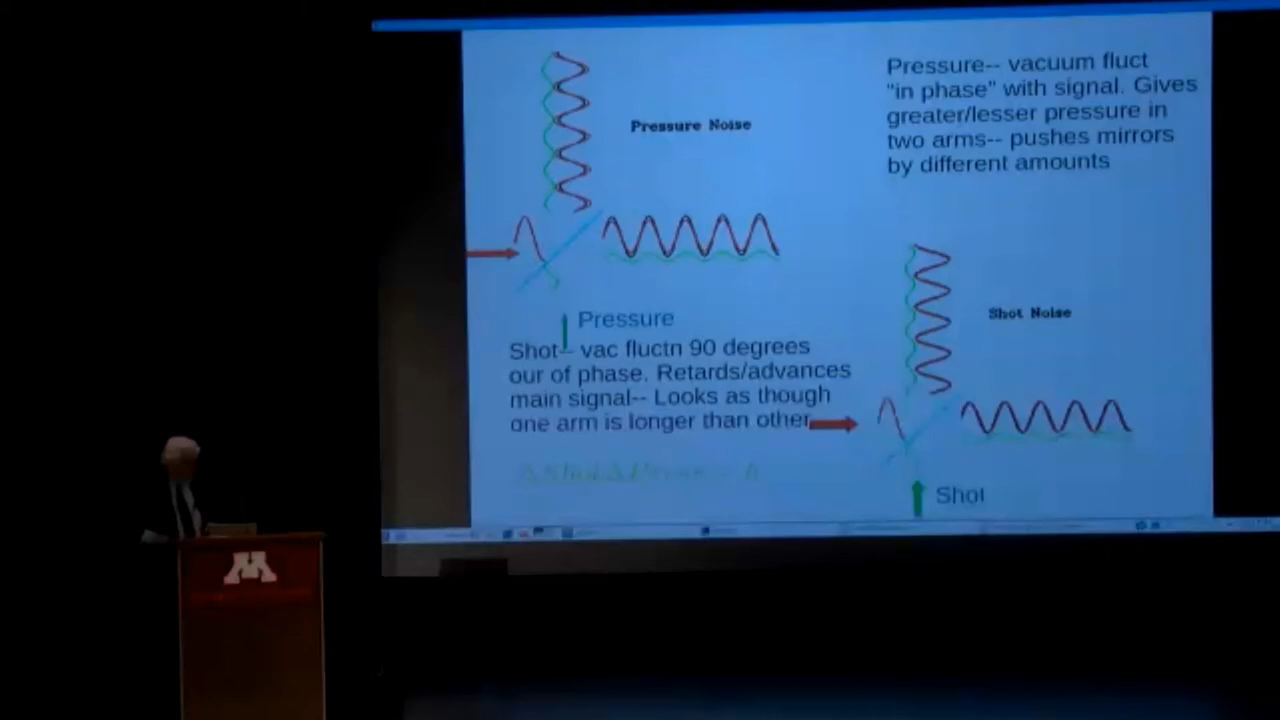 Pressure Noise
Pressure-- vacuum fluct
"in phase" with signal. Gives
greater/lesser pressure in
two arms-- pushes mirrors
by different amounts
Pressure
Shot-- vac fluctn 90 degrees
our of phase. Retards/advances
main signal-- Looks as though
one arm is longer than other
Shot Noise
Shot
M